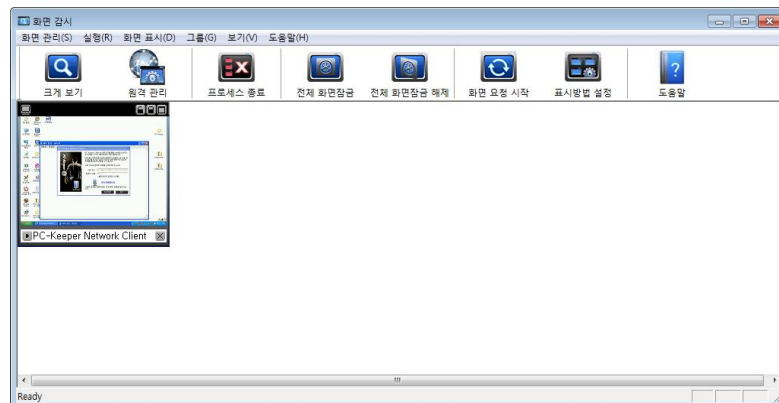 화면 감시
화면 관리(S) 실행(R) 화면 표시(D) 그룹(G) 보기(V) 도움말(H)
크게 보기 원격 관리 프로세스 종료 전체 화면잠금 전체 화면잠금 해제 화면 요청 시작 표시방법 설정 도움말
PC-Keeper Network Client
Ready